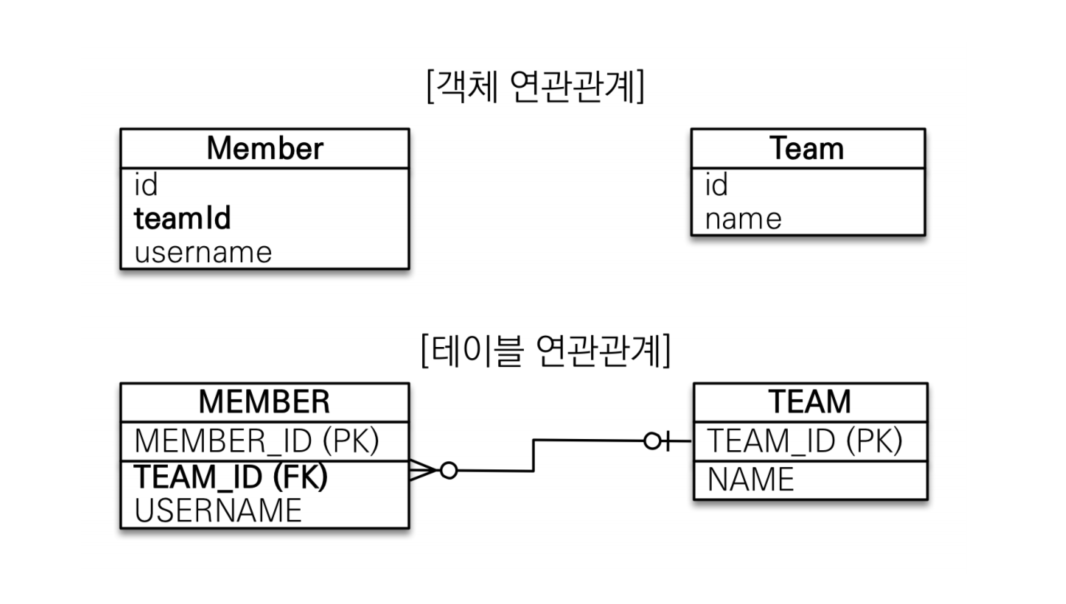 [객체 연관관계]
Member
id
teamId
username
Team
id
name
[테이블 연관관계]
MEMBER
MEMBER_ID (PK)
TEAM_ID (FK)
USERNAME
TEAM
TEAM_ID (PK)
NAME